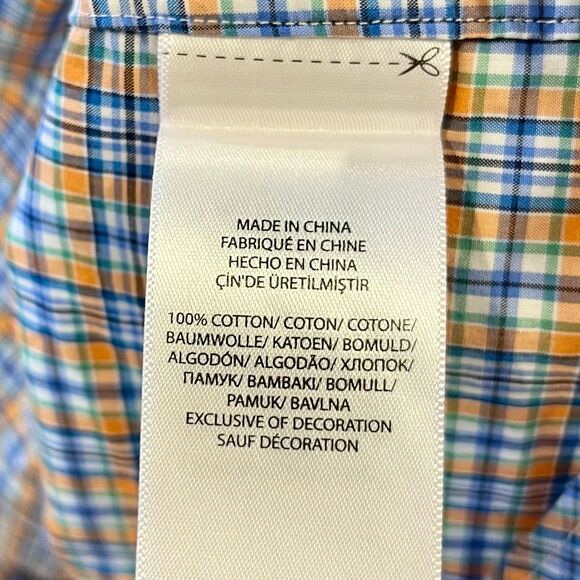 MADE IN CHINA
FABRIQUÉ EN CHINE
HECHO EN CHINA
ÇİN'DE ÜRETİLMİŞTİR
100% COTTON/ COTON/ COTONE/
BAUMWOLLE/ KATOEN/ BOMULD/
ALGODÓN/ ALGODÃO/ ХЛОПОК/
ПАМУК/ BAMBAKI/ BOMULL/
PAMUK/ BAVLNA
EXCLUSIVE OF DECORATION
SAUF DÉCORATION